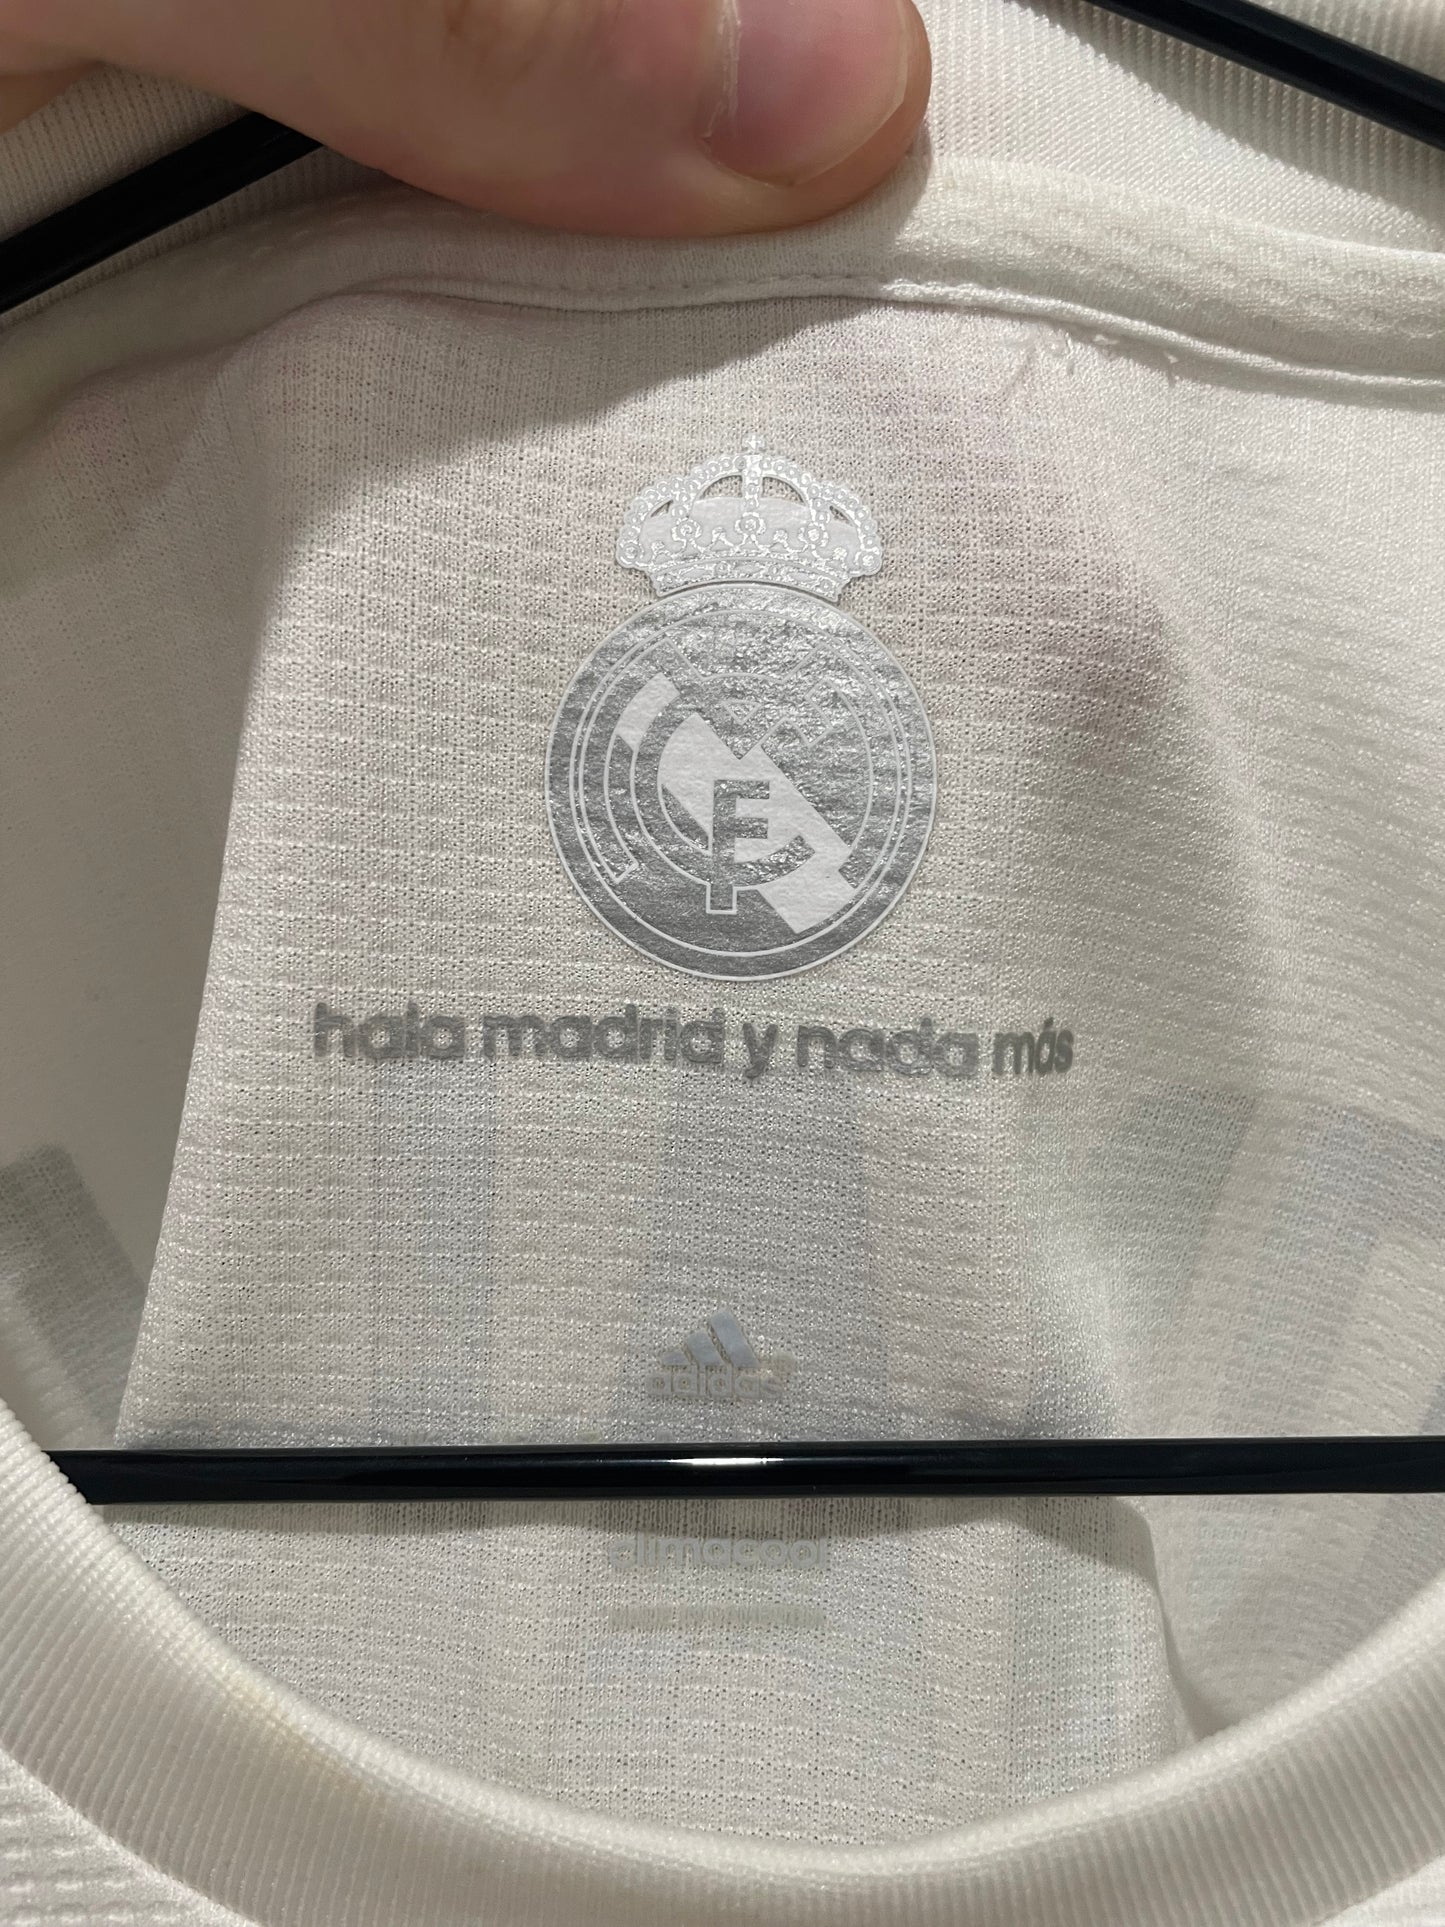 hala madrid y nada más
adidas
climacool